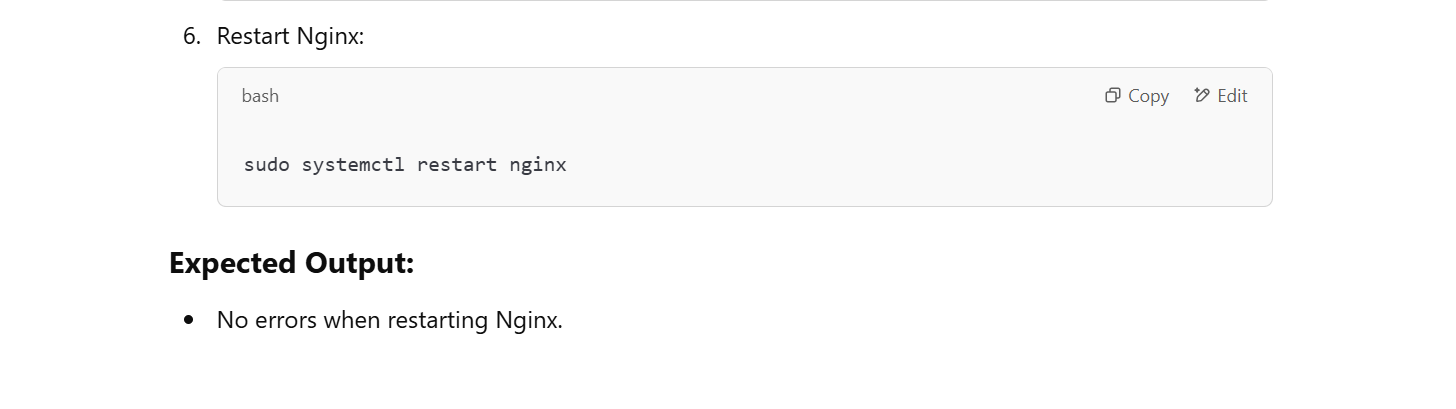 6. Restart Nginx:
bash
Copy
Edit
sudo systemctl restart nginx
Expected Output:
• No errors when restarting Nginx.